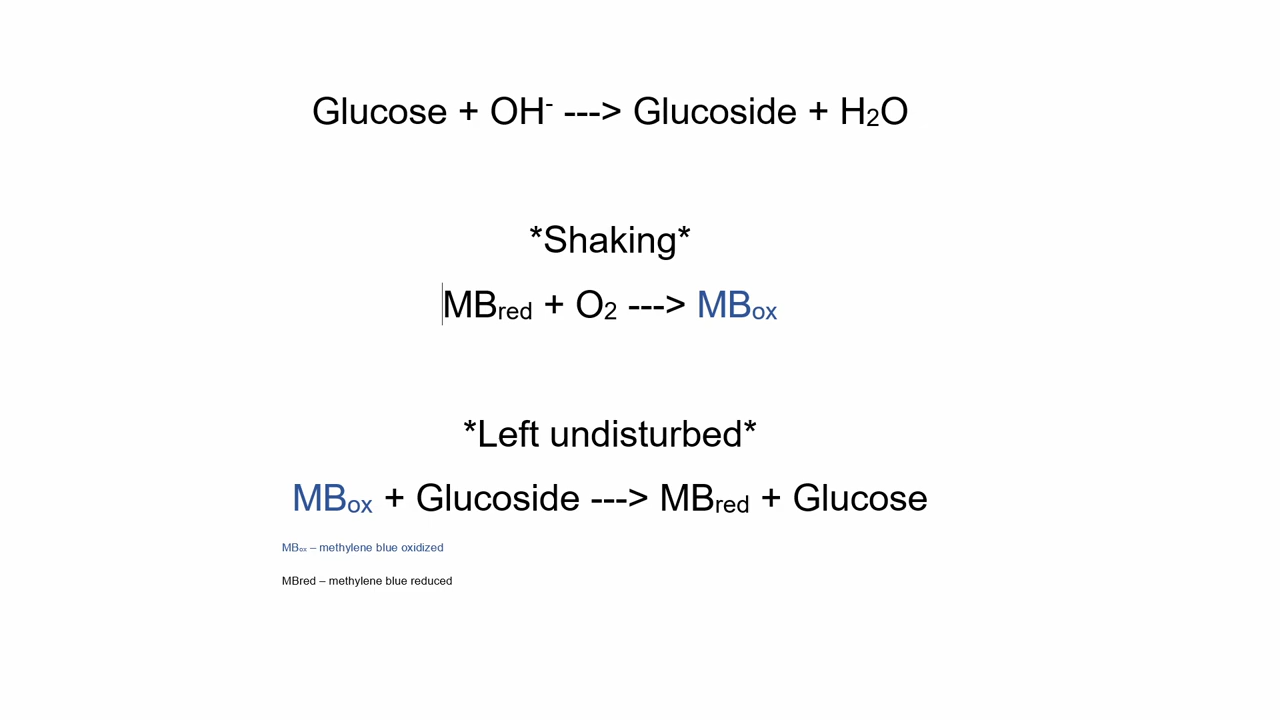 Glucose + OH⁻ ---> Glucoside + H₂O
*Shaking*
MBred + O₂ ---> MBox
*Left undisturbed*
MBox + Glucoside ---> MBred + Glucose
MBox – methylene blue oxidized
MBred – methylene blue reduced